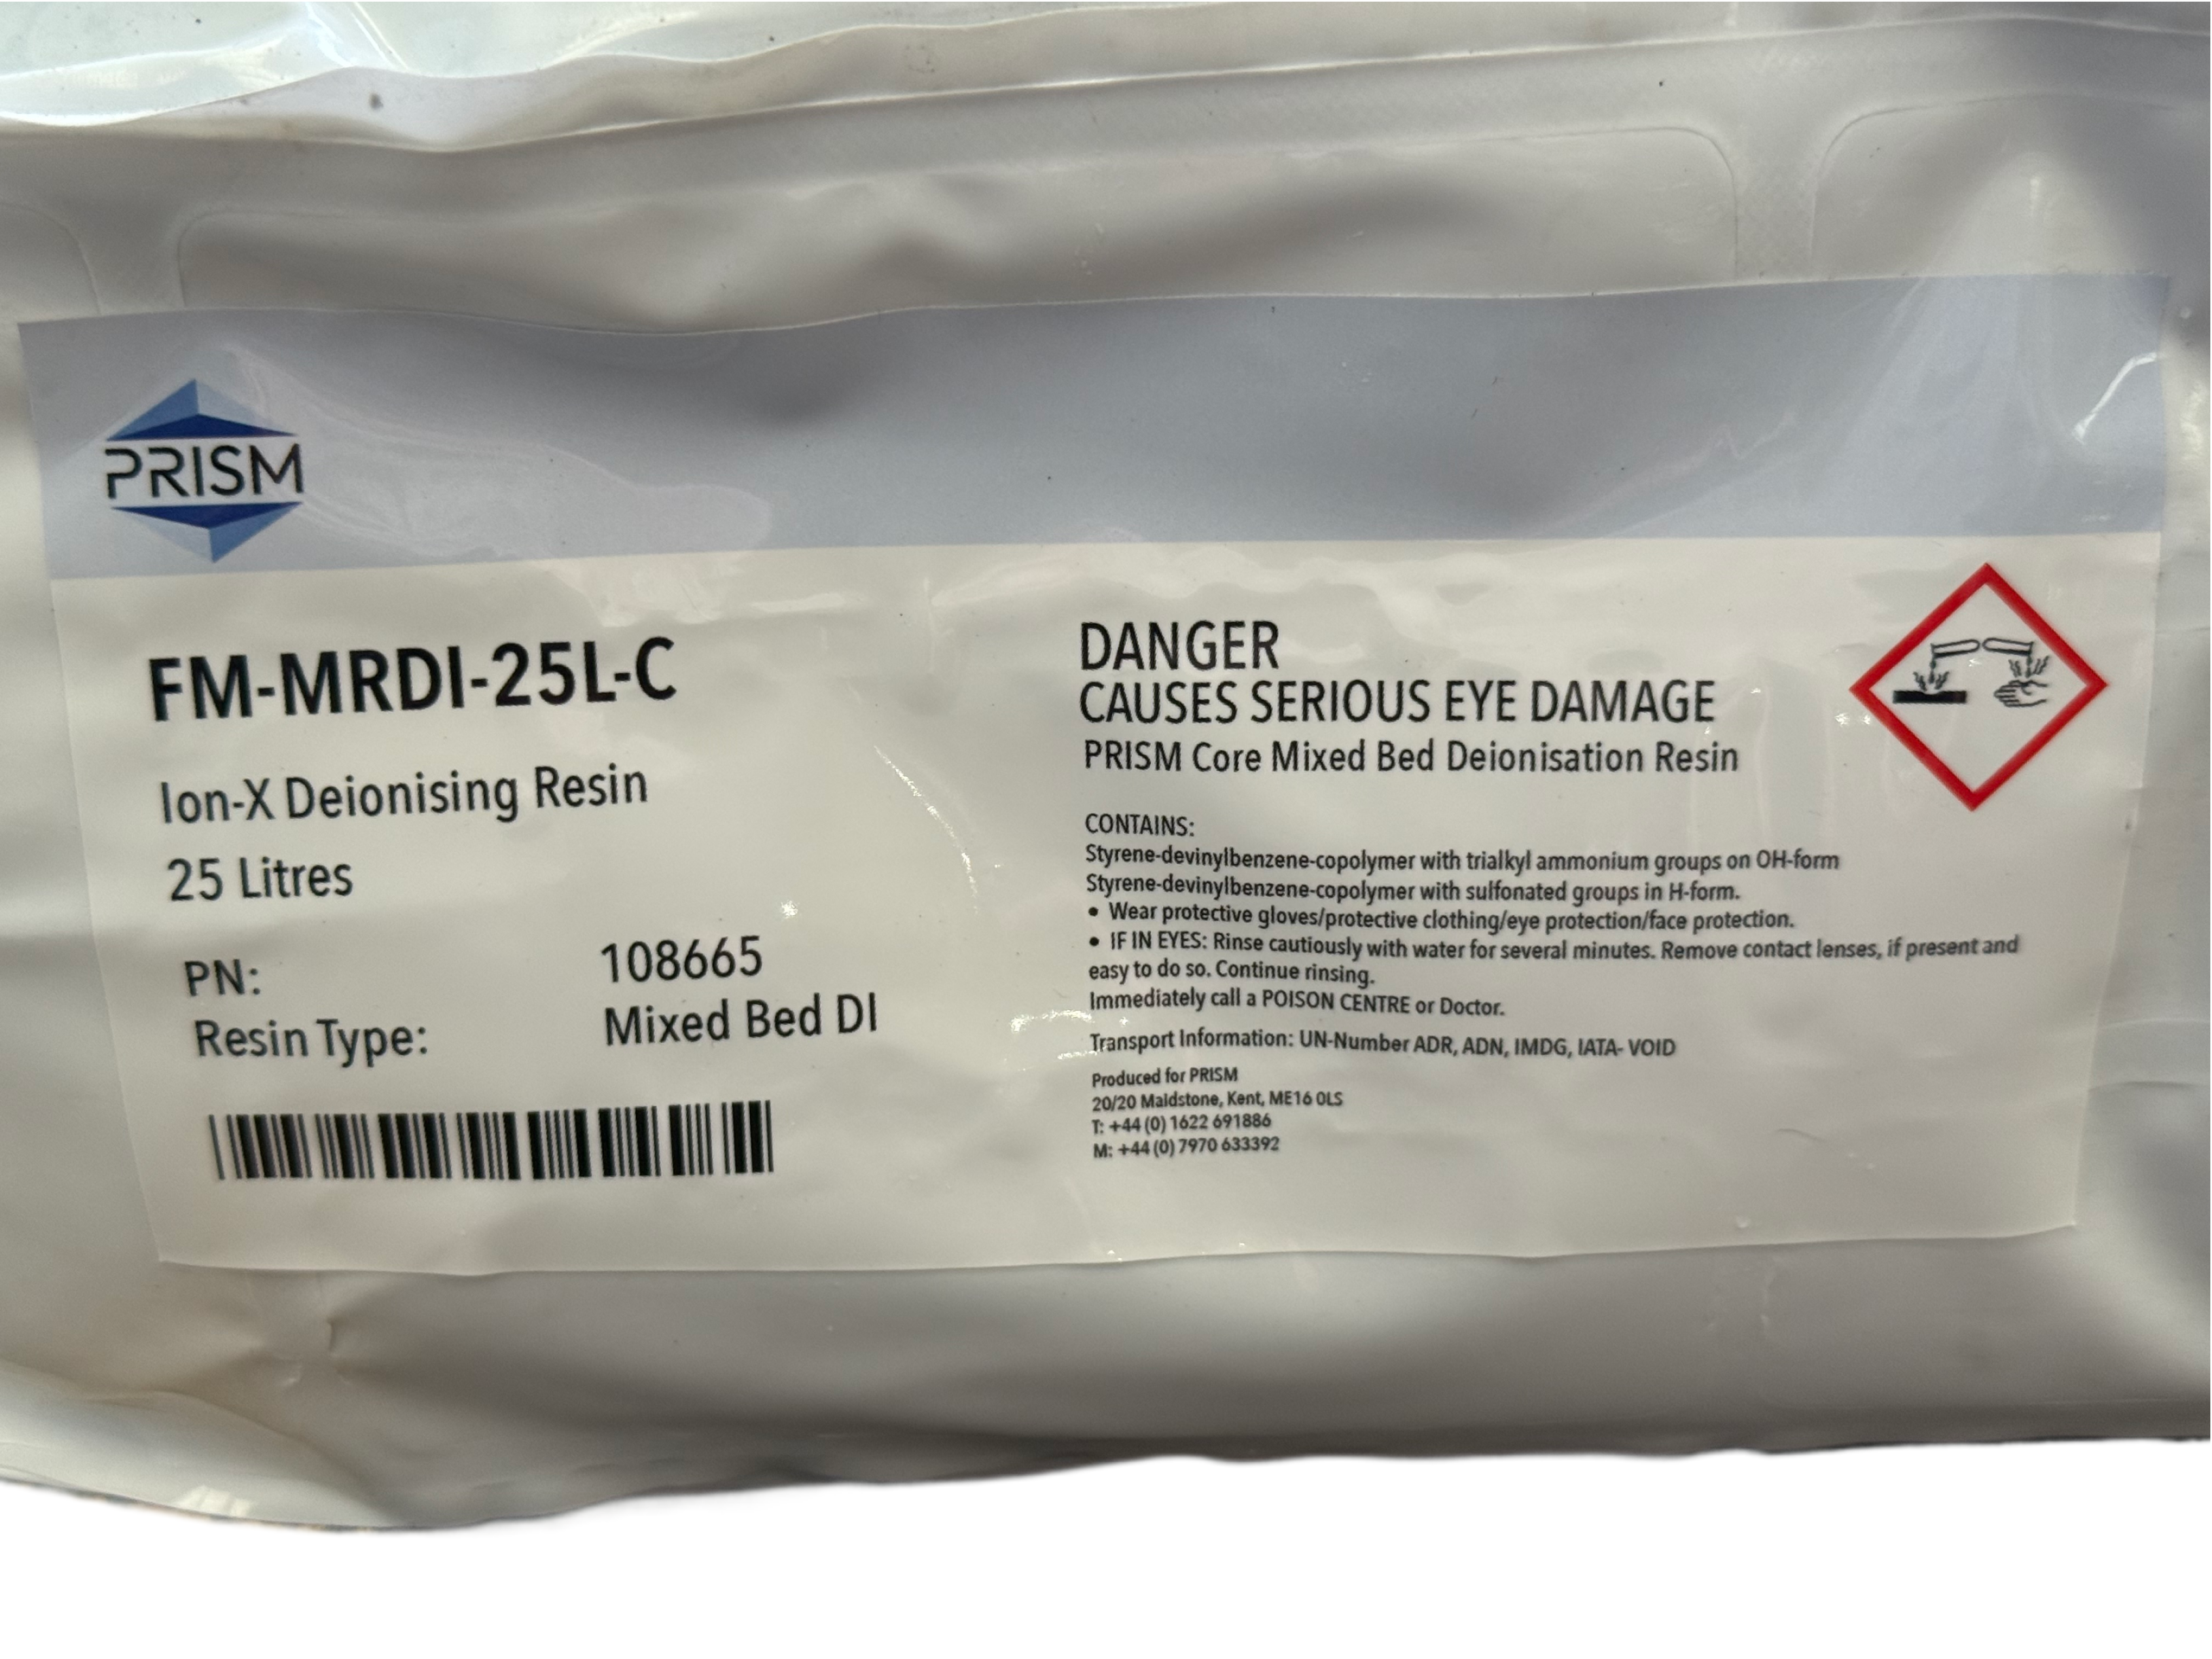 PRISM
FM-MRDI-25L-C
Ion-X Deionising Resin
25 Litres
PN: 108665
Resin Type: Mixed Bed DI
DANGER
CAUSES SERIOUS EYE DAMAGE
PRISM Core Mixed Bed Deionisation Resin
CONTAINS:
Styrene-devinylbenzene-copolymer with trialkyl ammonium groups on OH-form
Styrene-devinylbenzene-copolymer with sulfonated groups in H-form.
• Wear protective gloves/protective clothing/eye protection/face protection.
• IF IN EYES: Rinse cautiously with water for several minutes. Remove contact lenses, if present and
easy to do so. Continue rinsing.
Immediately call a POISON CENTRE or Doctor.
Transport Information: UN-Number ADR, ADN, IMDG, IATA- VOID
Produced for PRISM
20/20 Maidstone, Kent, ME16 0LS
T: +44 (0) 1622 691886
M: +44 (0) 7970 633392